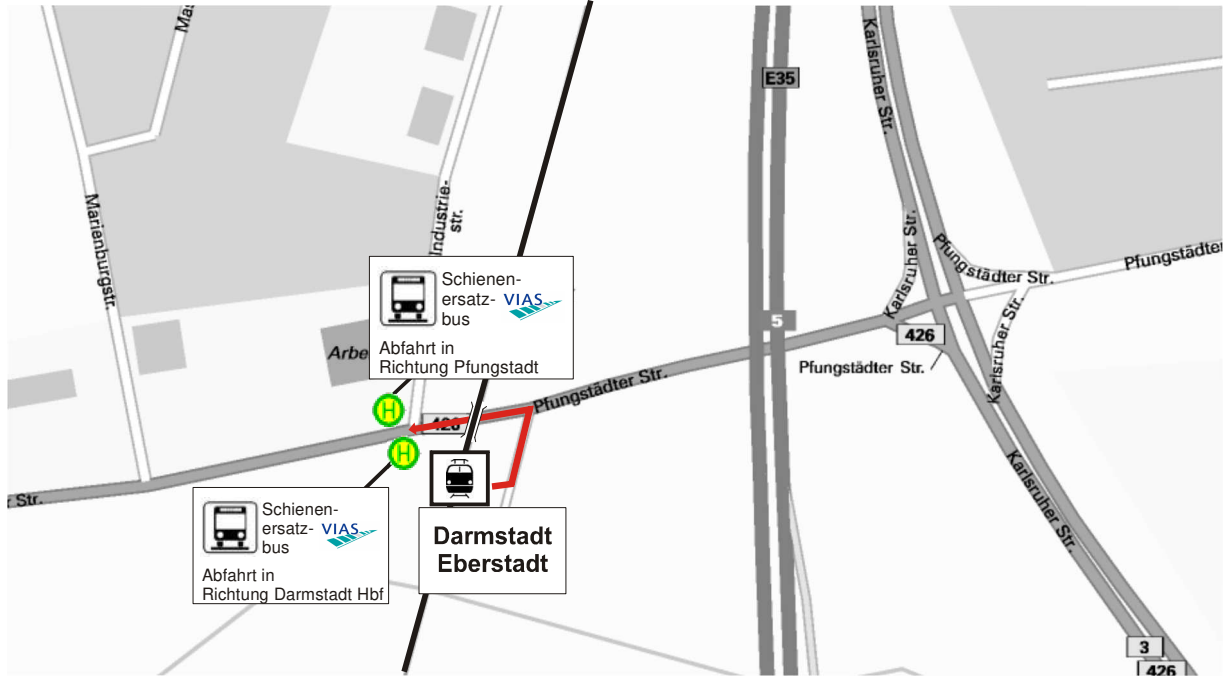 Mas
Karlsruher Str.
E35
Marienburgstr.
Industrie-
str.
Karlsruher Str.
Pfungstädter Str.
Pfungstädter
Schienen-
ersatz-
bus
VIAS
Abfahrt in
Richtung Pfungstadt
Arbe
5
426
Pfungstädter Str.
Karlsruher Str.
Pfungstädter Str.
H
426
H
r Str.
Karlsruher Str.
Schienen-
ersatz-
bus
VIAS
Abfahrt in
Richtung Darmstadt Hbf
Darmstadt
Eberstadt
3
426